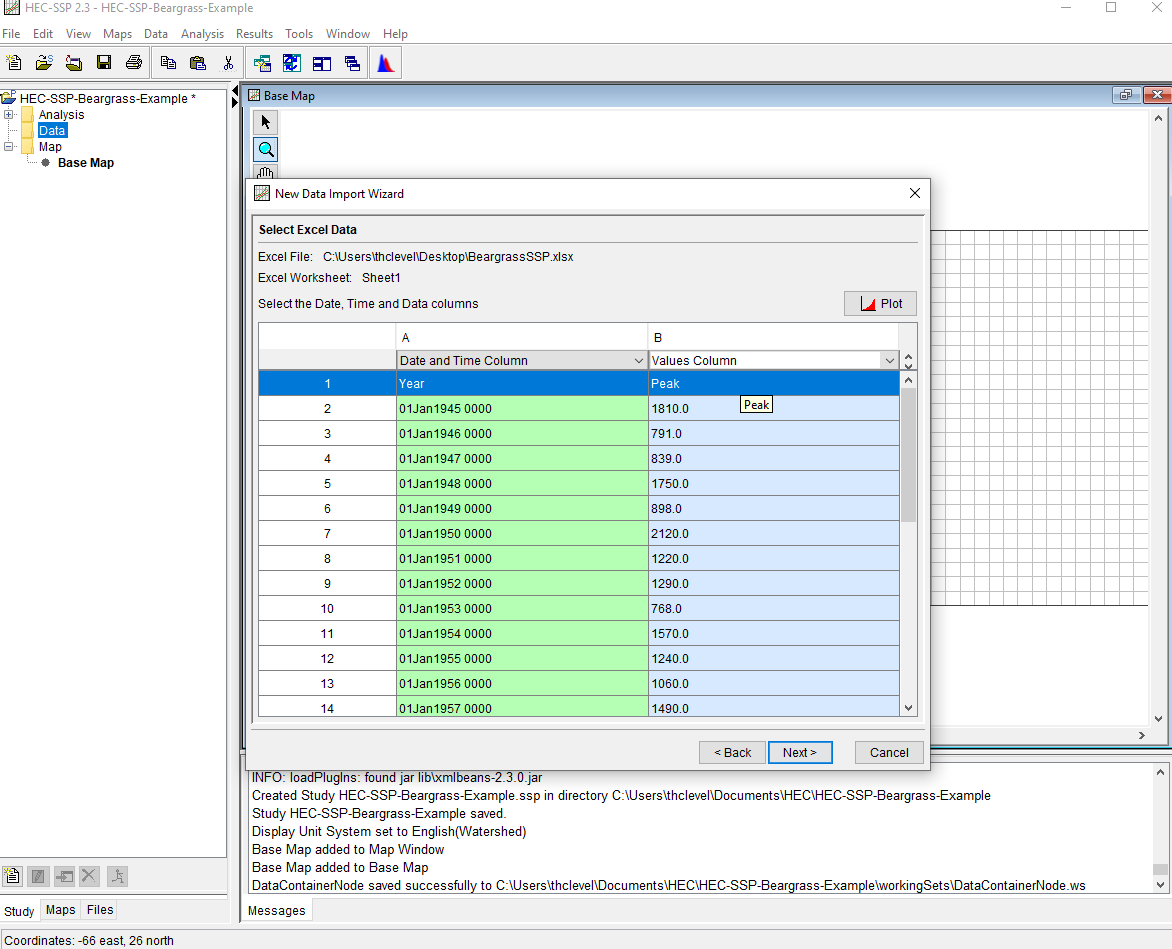 HEC-SSP 2.3 - HEC-SSP-Beargrass-Example
File Edit View Maps Data Analysis Results Tools Window Help
HEC-SSP-Beargrass-Example *
Analysis
Data
Map
Base Map
Base Map
New Data Import Wizard
Select Excel Data
Excel File: C:\Users\thclevel\Desktop\BeargrassSSP.xlsx
Excel Worksheet: Sheet1
Select the Date, Time and Data columns
Plot
A B
Date and Time Column Values Column
1 Year Peak
Peak
2 01Jan1945 0000 1810.0
3 01Jan1946 0000 791.0
4 01Jan1947 0000 839.0
5 01Jan1948 0000 1750.0
6 01Jan1949 0000 898.0
7 01Jan1950 0000 2120.0
8 01Jan1951 0000 1220.0
9 01Jan1952 0000 1290.0
10 01Jan1953 0000 768.0
11 01Jan1954 0000 1570.0
12 01Jan1955 0000 1240.0
13 01Jan1956 0000 1060.0
14 01Jan1957 0000 1490.0
< Back Next > Cancel
INFO: loadPlugIns: found jar lib\xmlbeans-2.3.0.jar
Created Study HEC-SSP-Beargrass-Example.ssp in directory C:\Users\thclevel\Documents\HEC\HEC-SSP-Beargrass-Example
Study HEC-SSP-Beargrass-Example saved.
Display Unit System set to English(Watershed)
Base Map added to Map Window
Base Map added to Base Map
DataContainerNode saved successfully to C:\Users\thclevel\Documents\HEC\HEC-SSP-Beargrass-Example\workingSets\DataContainerNode.ws
Study Maps Files
Messages
Coordinates: -66 east, 26 north